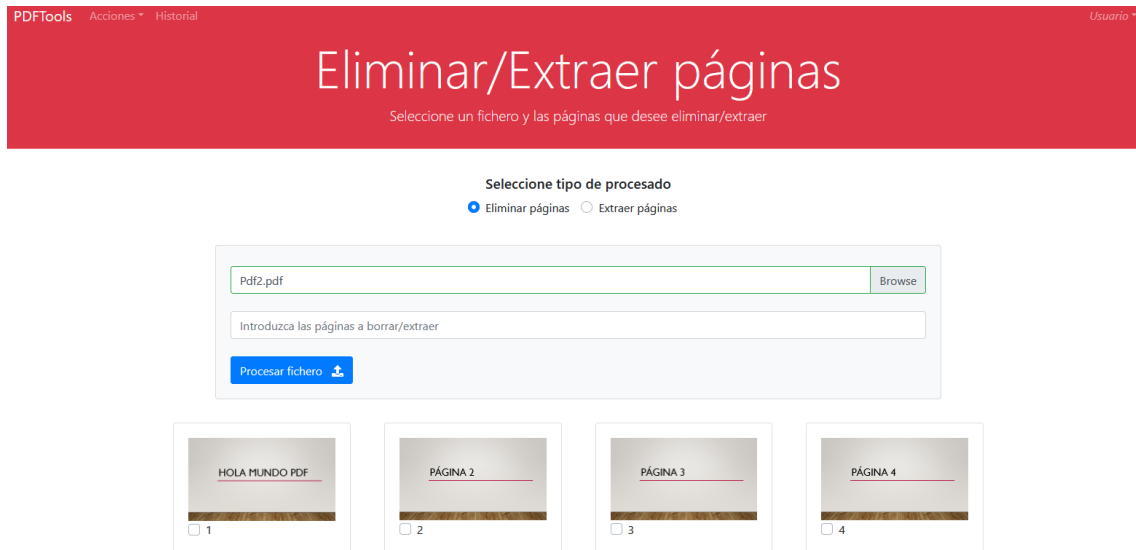 PDFTools Acciones Historial Usuario
Eliminar/Extraer páginas
Seleccione un fichero y las páginas que desee eliminar/extraer
Seleccione tipo de procesado
Eliminar páginas Extraer páginas
Pdf2.pdf Browse
Introduzca las páginas a borrar/extraer
Procesar fichero
HOLA MUNDO PDF PÁGINA 2 PÁGINA 3 PÁGINA 4
1 2 3 4